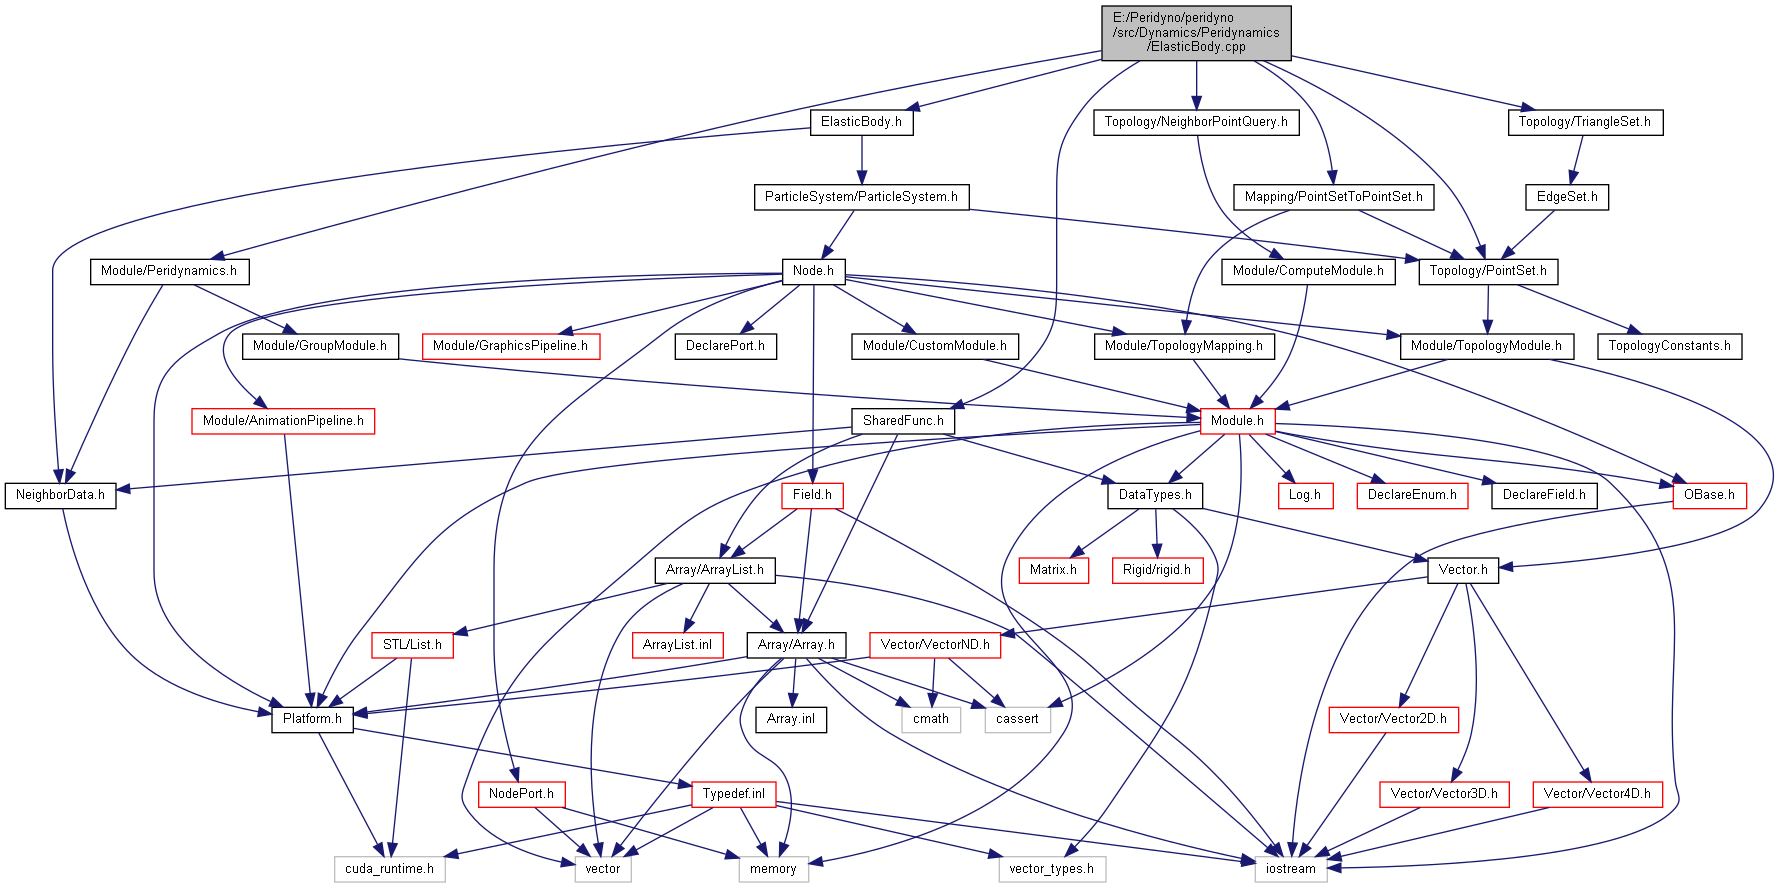 E:/Peridyno/peridyno
/src/Dynamics/Peridynamics
/ElasticBody.cpp
ElasticBody.h
Topology/NeighborPointQuery.h
Topology/TriangleSet.h
ParticleSystem/ParticleSystem.h
Mapping/PointSetToPointSet.h
EdgeSet.h
Module/Peridynamics.h
Node.h
Module/ComputeModule.h
Topology/PointSet.h
Module/GroupModule.h
Module/GraphicsPipeline.h
DeclarePort.h
Module/CustomModule.h
Module/TopologyMapping.h
Module/TopologyModule.h
TopologyConstants.h
Module/AnimationPipeline.h
SharedFunc.h
Module.h
NeighborData.h
Field.h
DataTypes.h
Log.h
DeclareEnum.h
DeclareField.h
OBase.h
Array/ArrayList.h
Matrix.h
Rigid/rigid.h
Vector.h
STL/List.h
ArrayList.inl
Array/Array.h
Vector/VectorND.h
Platform.h
Array.inl
cmath
cassert
Vector/Vector2D.h
NodePort.h
Typedef.inl
Vector/Vector3D.h
Vector/Vector4D.h
cuda_runtime.h
vector
memory
vector_types.h
iostream